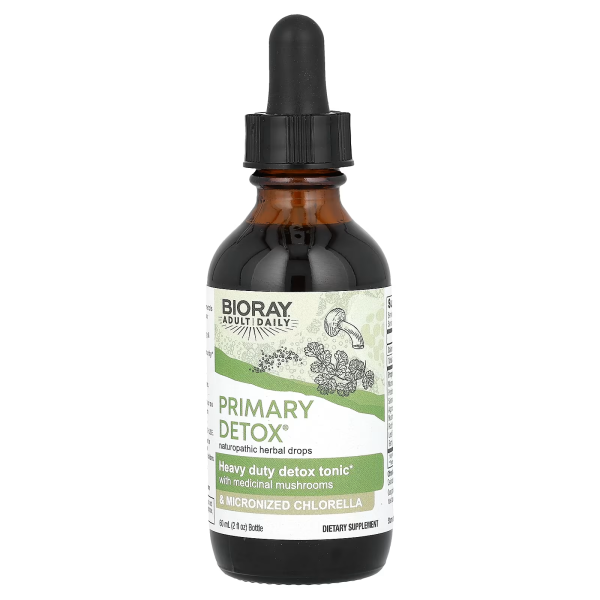 BIORAY
ADULT | DAILY
PRIMARY
DETOX®
naturopathic herbal drops
Heavy duty detox tonic*
with medicinal mushrooms
& MICRONIZED CHLORELLA
60 mL (2 fl oz) Bottle
DIETARY SUPPLEMENT